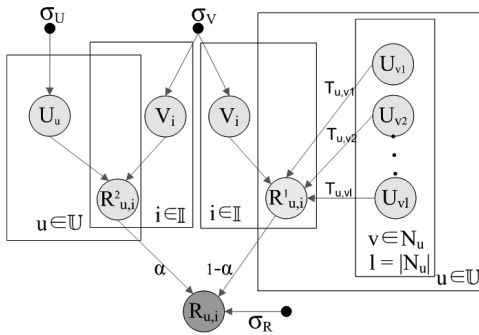 σU σV
Uu Vi Vi Uv1
Tu,v1
Uv2
Tu,v2
R²u,i R¹u,i Tu,vl Uvl
u∈𝕌 i∈𝕀 i∈𝕀 v∈Nu
l = |Nu|
α 1-α u∈𝕌
Ru,i σR